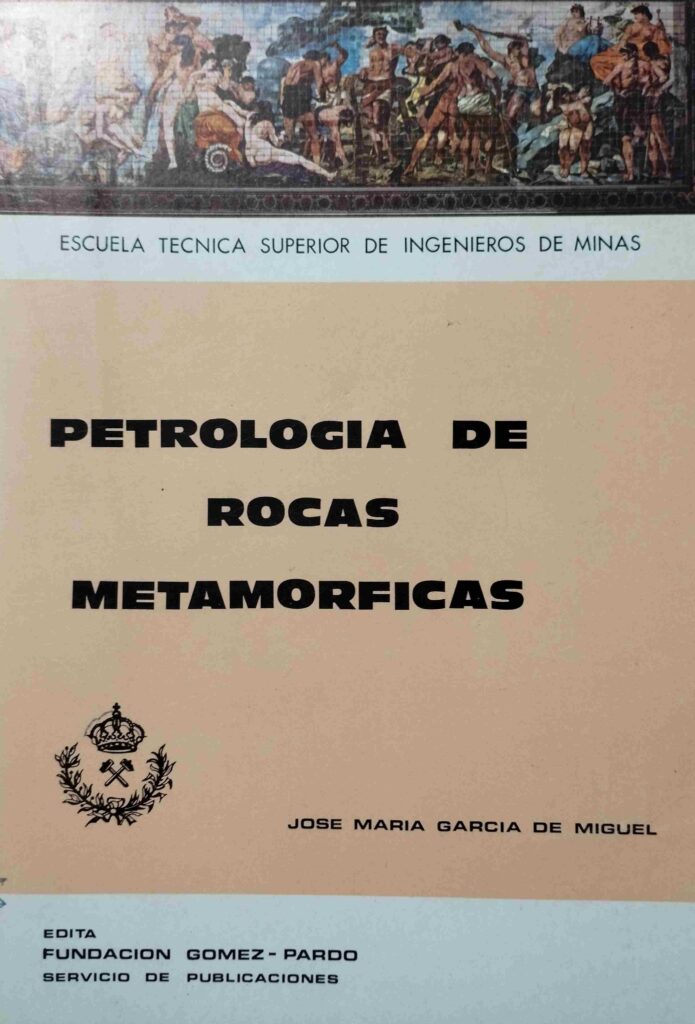 ESCUELA TECNICA SUPERIOR DE INGENIEROS DE MINAS
PETROLOGIA DE
ROCAS
METAMORFICAS
JOSE MARIA GARCIA DE MIGUEL
EDITA
FUNDACION GOMEZ-PARDO
SERVICIO DE PUBLICACIONES